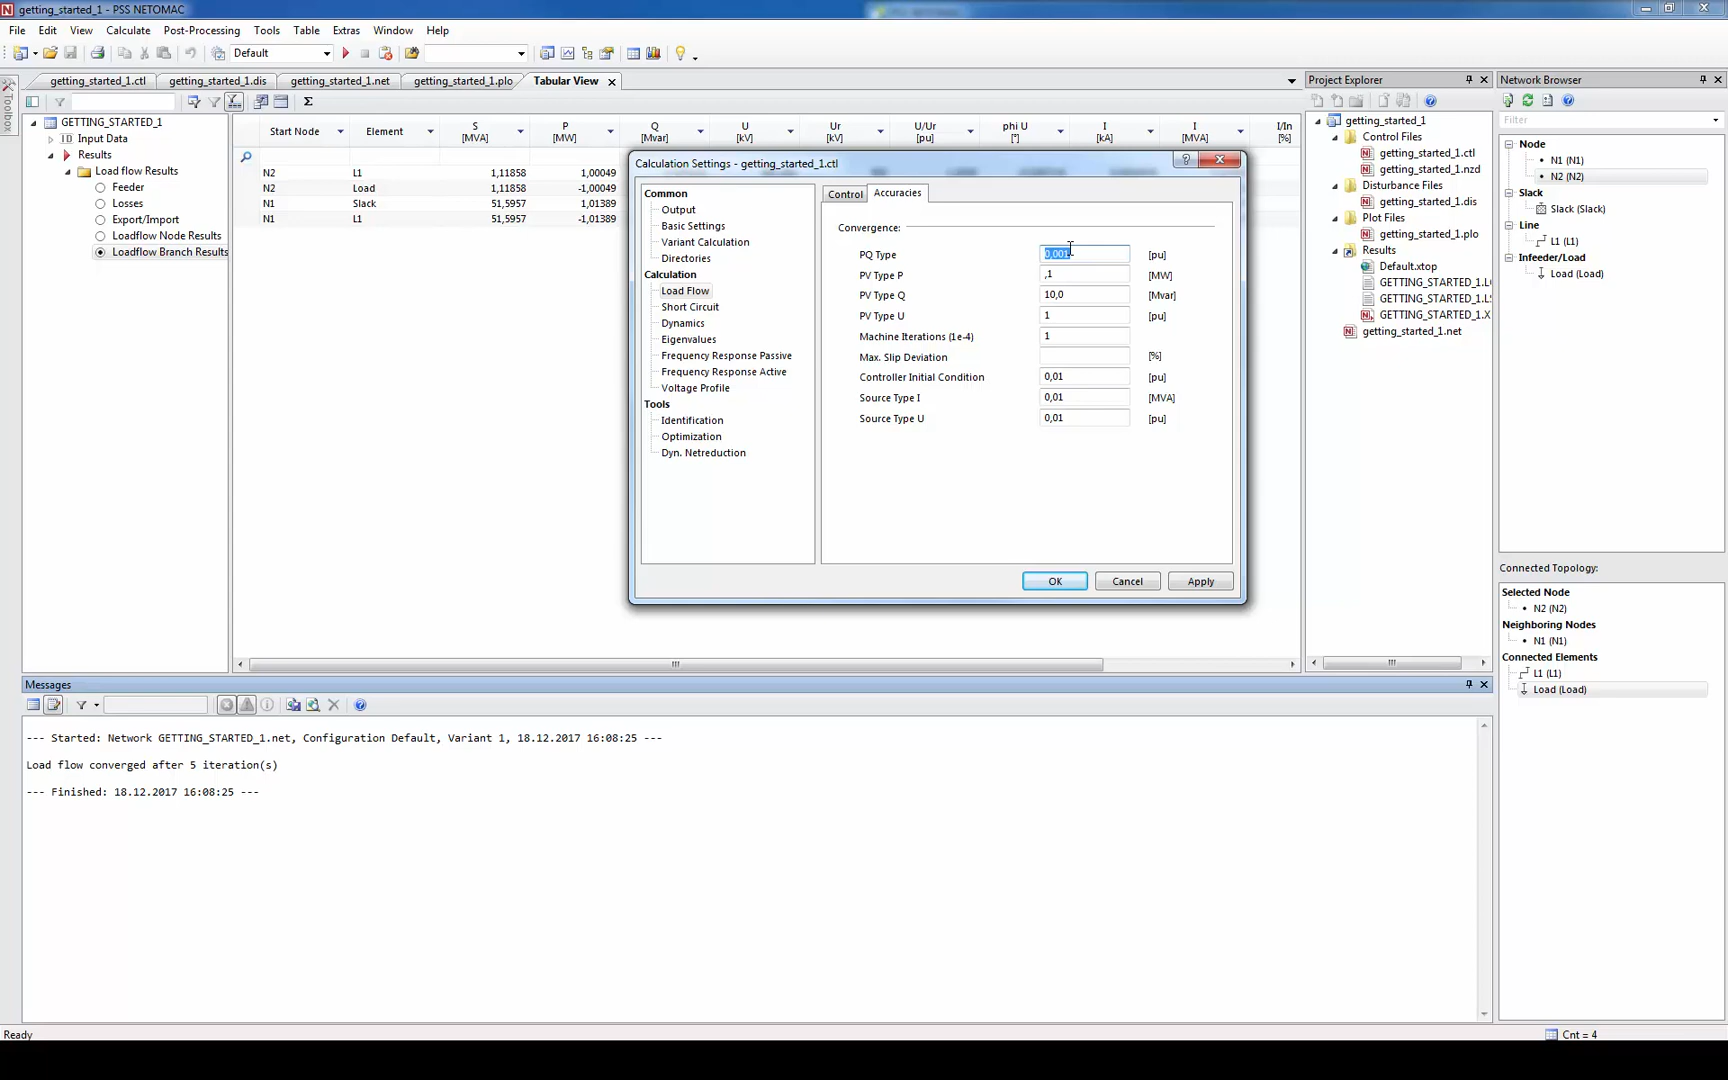 getting_started_1 - PSS NETOMAC
File Edit View Calculate Post-Processing Tools Extras Table Window Help
Default
getting_started_1.ctl getting_started_1.dis getting_started_1.net getting_started_1.plo Tabular View
Toolbox
GETTING_STARTED_1
Input Data
Results
Load flow Results
Feeder
Losses
Export/Import
Loadflow Node Results
Loadflow Branch Results
Start Node Element S [MVA] P [MW] Q [Mvar] U [kV] Ur [kV] U/Ur [pu] phi U [°] I [kA] I [MVA] I/In [%]
N2 L1 1,11858 1,00049
N2 Load 1,11858 -1,00049
N1 Slack 51,5957 1,01389
N1 L1 51,5957 -1,01389
Calculation Settings - getting_started_1.ctl
Common
Output
Basic Settings
Variant Calculation
Directories
Calculation
Load Flow
Short Circuit
Dynamics
Eigenvalues
Frequency Response Passive
Frequency Response Active
Voltage Profile
Tools
Identification
Optimization
Dyn. Netreduction
Control Accuracies
Convergence:
PQ Type 0,001 [pu]
PV Type P ,1 [MW]
PV Type Q 10,0 [Mvar]
PV Type U 1 [pu]
Machine Iterations (1e-4) 1
Max. Slip Deviation [%]
Controller Initial Condition 0,01 [pu]
Source Type I 0,01 [MVA]
Source Type U 0,01 [pu]
OK Cancel Apply
Project Explorer
getting_started_1
Control Files
getting_started_1.ctl
getting_started_1.nzd
Disturbance Files
getting_started_1.dis
Plot Files
getting_started_1.plo
Results
Default.xtop
GETTING_STARTED_1.L
GETTING_STARTED_1.L
GETTING_STARTED_1.X
getting_started_1.net
Network Browser
Filter
Node
N1 (N1)
N2 (N2)
Slack
Slack (Slack)
Line
L1 (L1)
Infeeder/Load
Load (Load)
Connected Topology:
Selected Node
N2 (N2)
Neighboring Nodes
N1 (N1)
Connected Elements
L1 (L1)
Load (Load)
Messages
--- Started: Network GETTING_STARTED_1.net, Configuration Default, Variant 1, 18.12.2017 16:08:25 ---
Load flow converged after 5 iteration(s)
--- Finished: 18.12.2017 16:08:25 ---
Ready
Cnt = 4